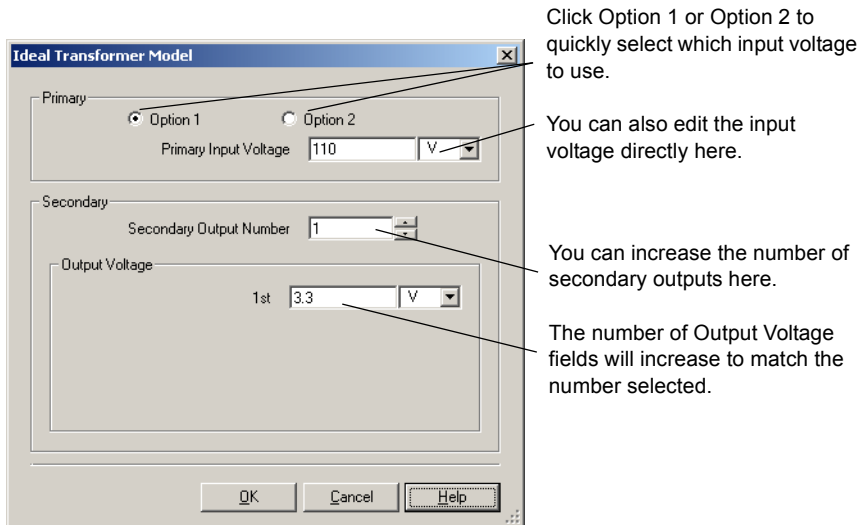 Click Option 1 or Option 2 to
quickly select which input voltage
to use.
Ideal Transformer Model
Primary
Option 1
Option 2
Primary Input Voltage
110
V
You can also edit the input
voltage directly here.
Secondary
Secondary Output Number
1
You can increase the number of
secondary outputs here.
Output Voltage
1st
3.3
V
The number of Output Voltage
fields will increase to match the
number selected.
OK
Cancel
Help